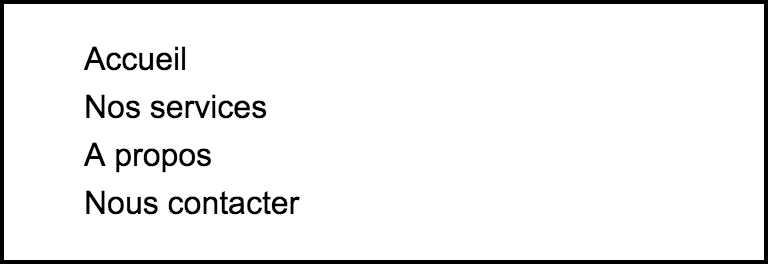 Accueil
Nos services
A propos
Nous contacter